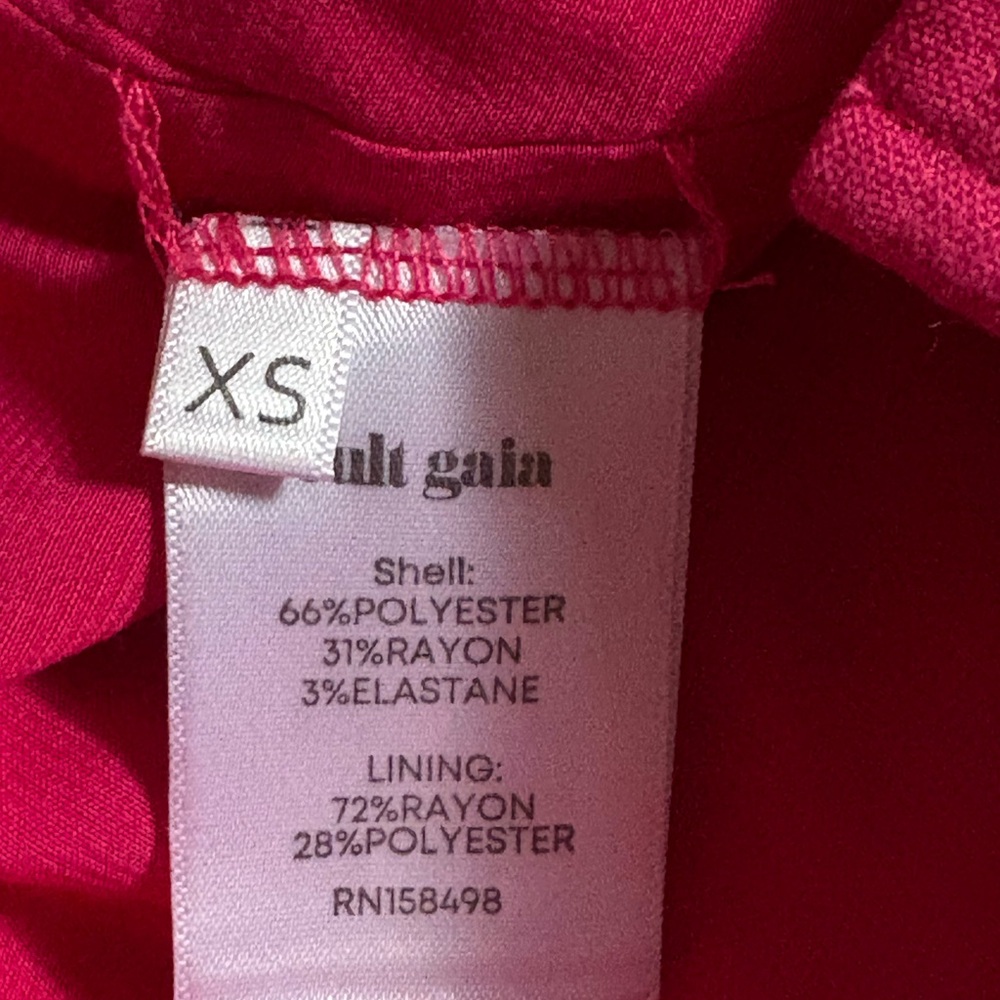 XS
ult gaia
Shell:
66%POLYESTER
31%RAYON
3%ELASTANE
LINING:
72%RAYON
28%POLYESTER
RN158498